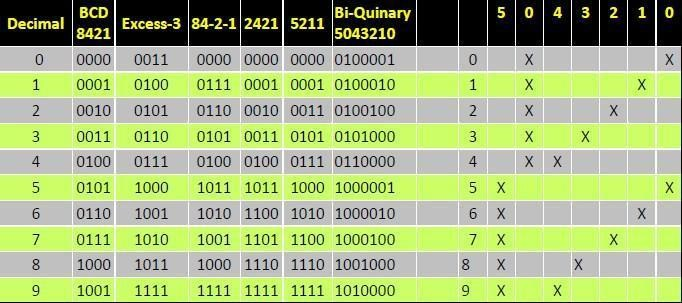 Decimal BCD 8421 Excess-3 84-2-1 2421 5211 Bi-Quinary 5043210 5 0 4 3 2 1 0
0 0000 0011 0000 0000 0000 0100001 0 X X
1 0001 0100 0111 0001 0001 0100010 1 X X
2 0010 0101 0110 0010 0011 0100100 2 X X
3 0011 0110 0101 0011 0101 0101000 3 X X
4 0100 0111 0100 0100 0111 0110000 4 X X
5 0101 1000 1011 1011 1000 1000001 5 X X
6 0110 1001 1010 1100 1010 1000010 6 X X
7 0111 1010 1001 1101 1100 1000100 7 X X
8 1000 1011 1000 1110 1110 1001000 8 X X
9 1001 1111 1111 1111 1111 1010000 9 X X